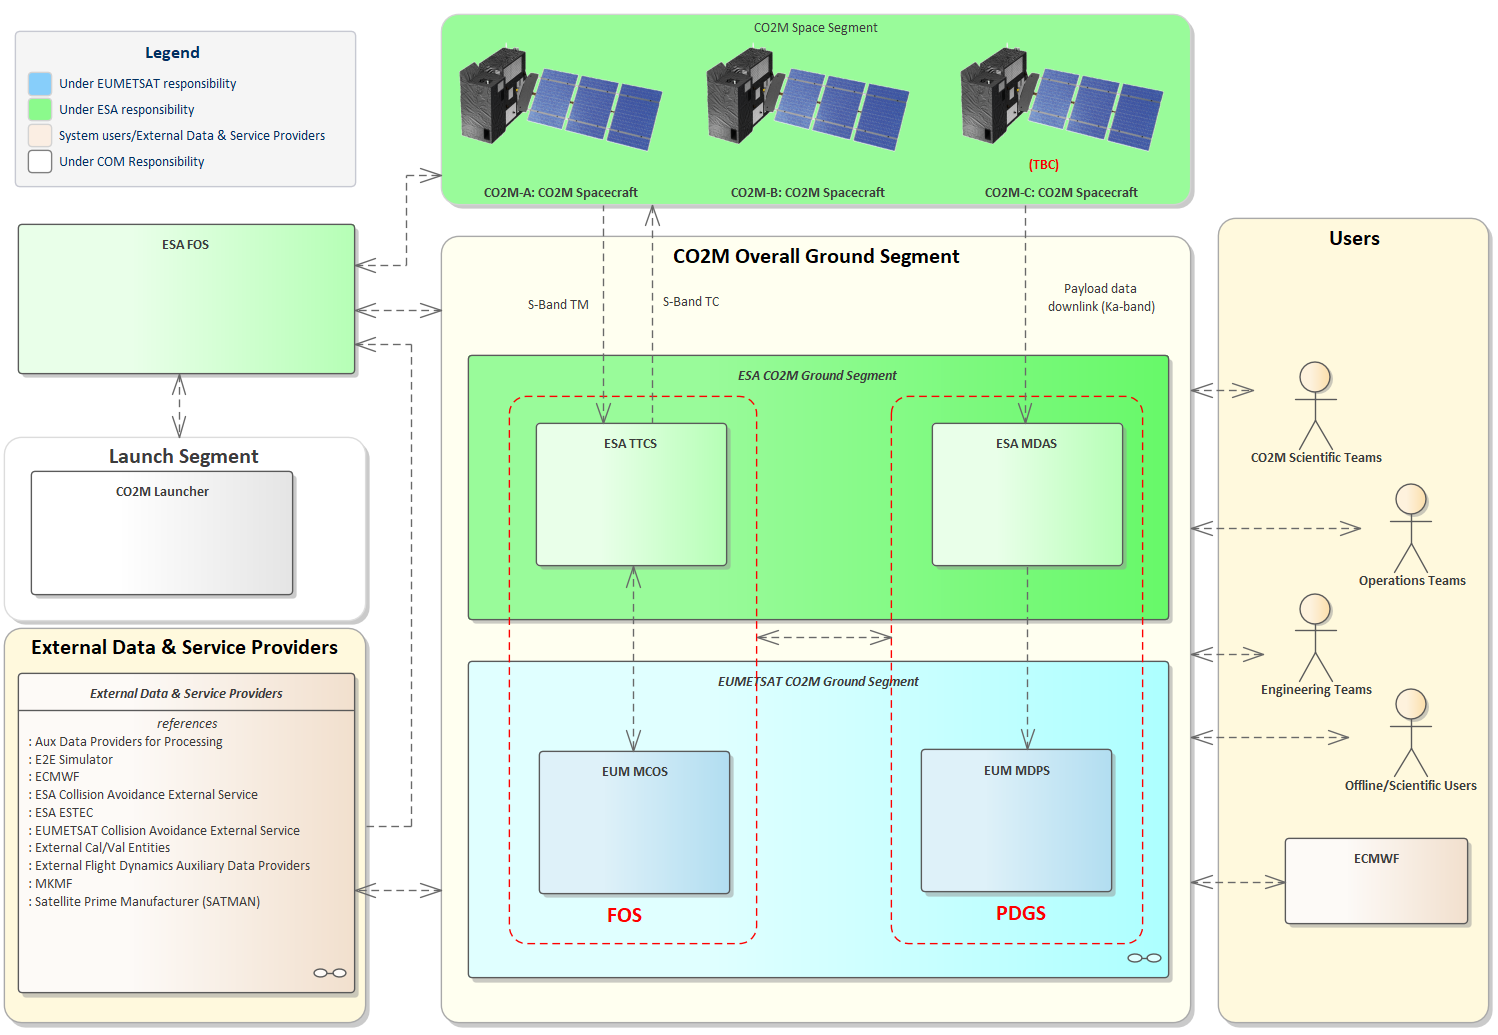 Legend
Under EUMETSAT responsibility
Under ESA responsibility
System users/External Data & Service Providers
Under COM Responsibility
CO2M Space Segment
(TBC)
CO2M-A: CO2M Spacecraft
CO2M-B: CO2M Spacecraft
CO2M-C: CO2M Spacecraft
ESA FOS
Launch Segment
CO2M Launcher
External Data & Service Providers
External Data & Service Providers
references
: Aux Data Providers for Processing
: E2E Simulator
: ECMWF
: ESA Collision Avoidance External Service
: ESA ESTEC
: EUMETSAT Collision Avoidance External Service
: External Cal/Val Entities
: External Flight Dynamics Auxiliary Data Providers
: MKMF
: Satellite Prime Manufacturer (SATMAN)
CO2M Overall Ground Segment
S-Band TM
S-Band TC
Payload data
downlink (Ka-band)
ESA CO2M Ground Segment
ESA TTCS
ESA MDAS
EUMETSAT CO2M Ground Segment
EUM MCOS
EUM MDPS
FOS
PDGS
Users
CO2M Scientific Teams
Operations Teams
Engineering Teams
Offline/Scientific Users
ECMWF